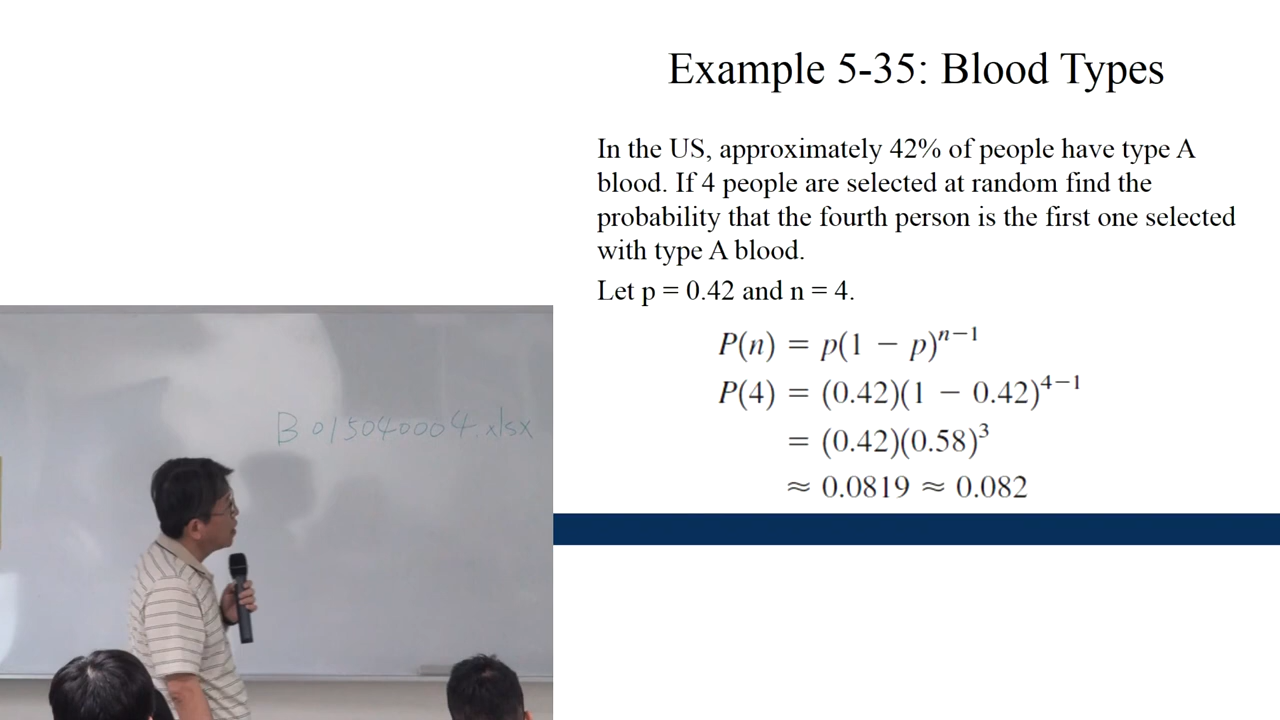 Example 5-35: Blood Types
In the US, approximately 42% of people have type A
blood. If 4 people are selected at random find the
probability that the fourth person is the first one selected
with type A blood.
Let p = 0.42 and n = 4.
P(n) = p(1 − p)ⁿ⁻¹
P(4) = (0.42)(1 − 0.42)⁴⁻¹
= (0.42)(0.58)³
≈ 0.0819 ≈ 0.082
B015040004.xlsx